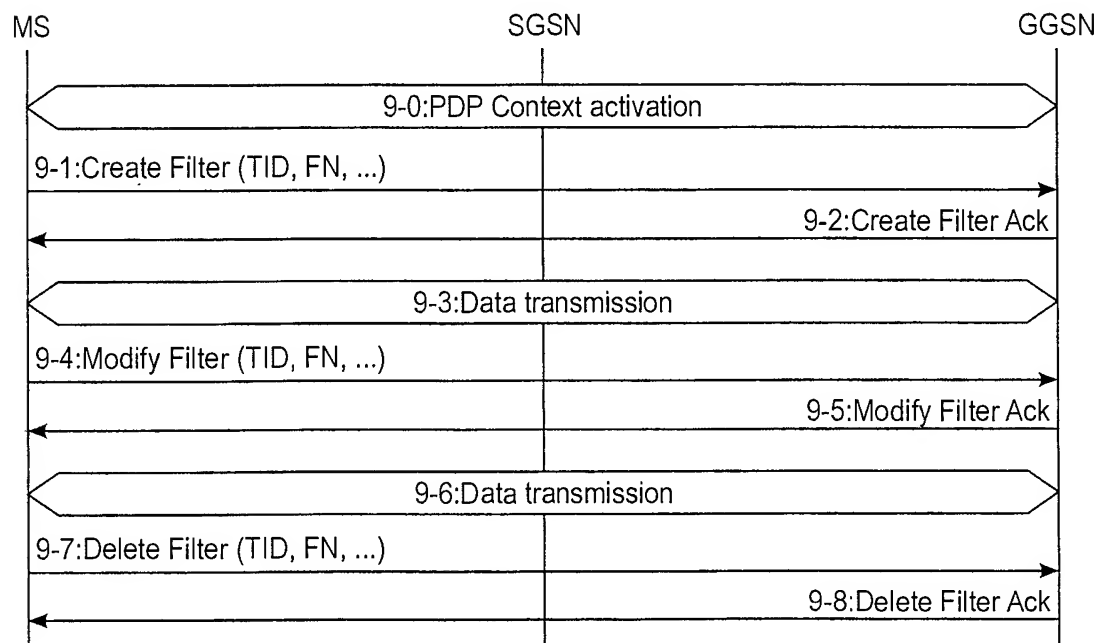 MS SGSN GGSN
9-0:PDP Context activation
9-1:Create Filter (TID, FN, ...)
9-2:Create Filter Ack
9-3:Data transmission
9-4:Modify Filter (TID, FN, ...)
9-5:Modify Filter Ack
9-6:Data transmission
9-7:Delete Filter (TID, FN, ...)
9-8:Delete Filter Ack